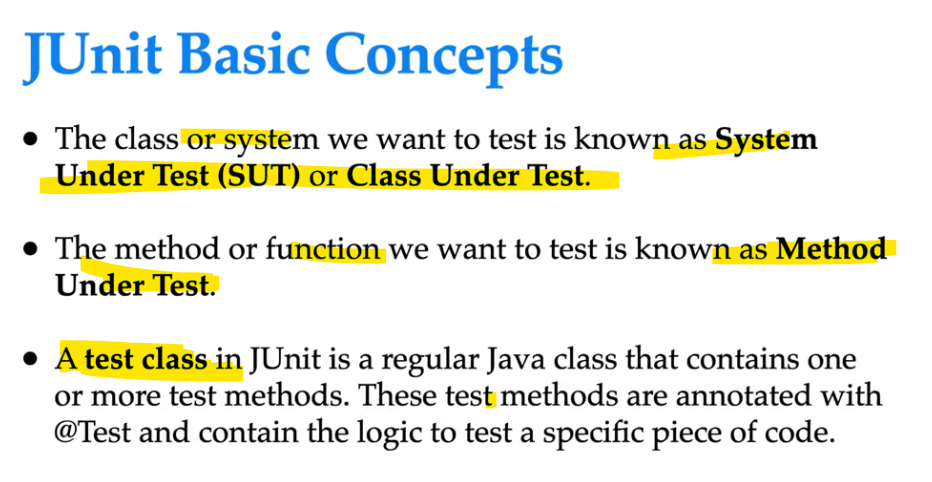 JUnit Basic Concepts
• The class or system we want to test is known as System
Under Test (SUT) or Class Under Test.
• The method or function we want to test is known as Method
Under Test.
• A test class in JUnit is a regular Java class that contains one
or more test methods. These test methods are annotated with
@Test and contain the logic to test a specific piece of code.